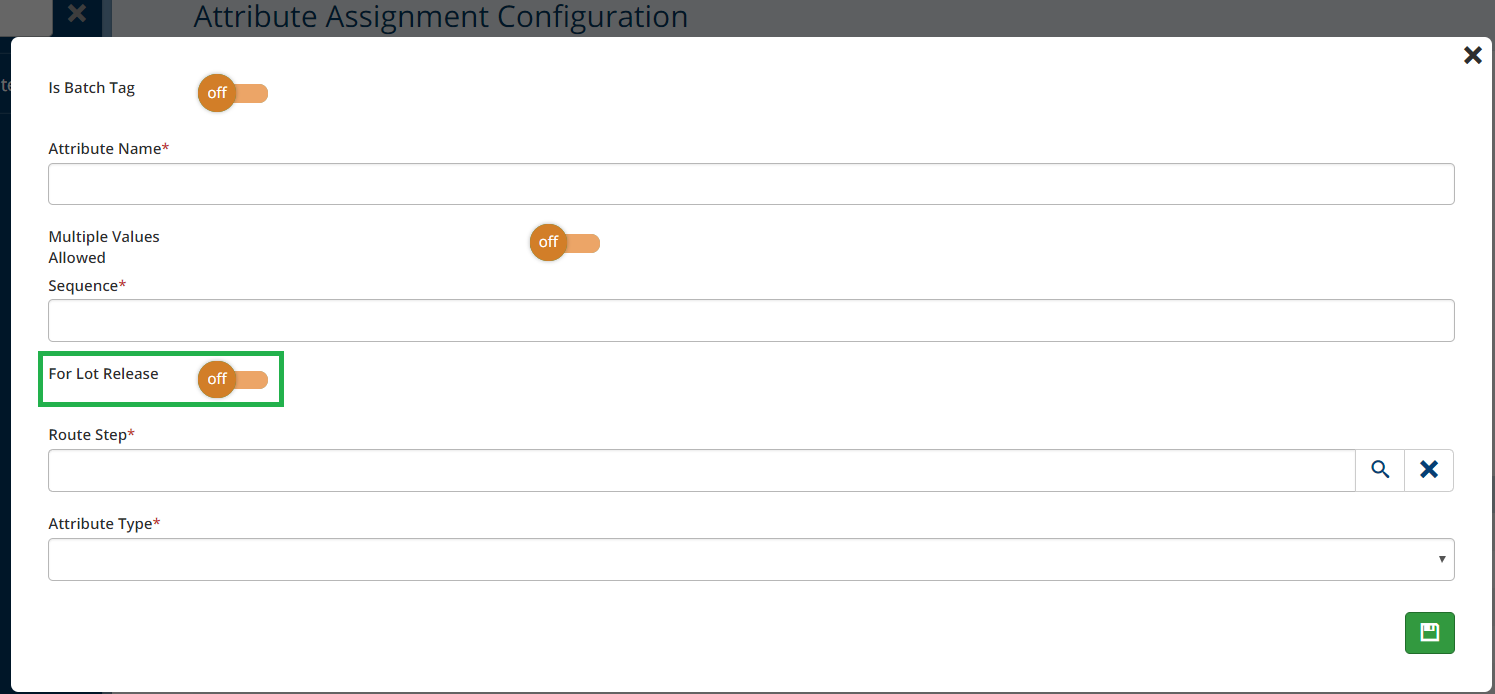 Attribute Assignment Configuration
te
Is Batch Tag
off
Attribute Name*
Multiple Values
Allowed
off
Sequence*
For Lot Release
off
Route Step*
Attribute Type*